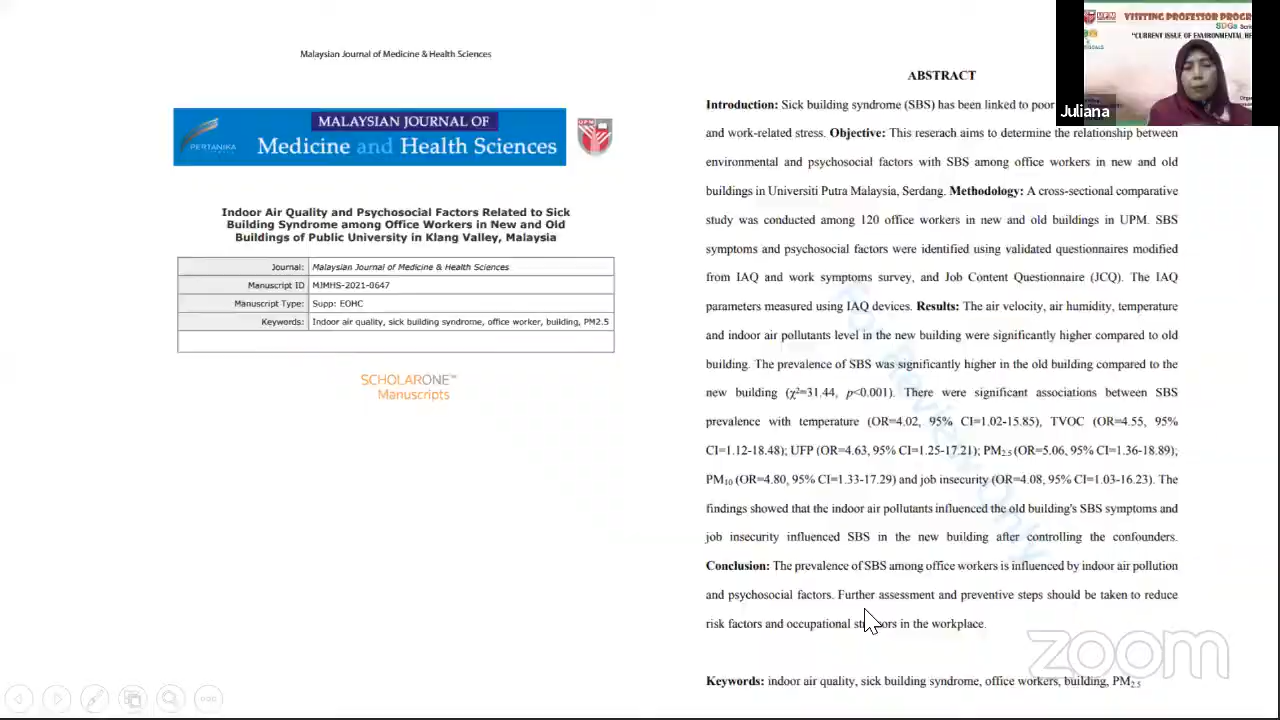 Malaysian Journal of Medicine & Health Sciences
MALAYSIAN JOURNAL OF
Medicine and Health Sciences
PERTANIKA
UPM
Indoor Air Quality and Psychosocial Factors Related to Sick
Building Syndrome among Office Workers in New and Old
Buildings of Public University in Klang Valley, Malaysia
Journal: Malaysian Journal of Medicine & Health Sciences
Manuscript ID MJMHS-2021-0647
Manuscript Type: Supp: EOHC
Keywords: Indoor air quality, sick building syndrome, office worker, building, PM2.5
SCHOLARONE™
Manuscripts
ABSTRACT
Introduction: Sick building syndrome (SBS) has been linked to poor
and work-related stress. Objective: This reserach aims to determine the relationship between
environmental and psychosocial factors with SBS among office workers in new and old
buildings in Universiti Putra Malaysia, Serdang. Methodology: A cross-sectional comparative
study was conducted among 120 office workers in new and old buildings in UPM. SBS
symptoms and psychosocial factors were identified using validated questionnaires modified
from IAQ and work symptoms survey, and Job Content Questionnaire (JCQ). The IAQ
parameters measured using IAQ devices. Results: The air velocity, air humidity, temperature
and indoor air pollutants level in the new building were significantly higher compared to old
building. The prevalence of SBS was significantly higher in the old building compared to the
new building (χ²=31.44, p<0.001). There were significant associations between SBS
prevalence with temperature (OR=4.02, 95% CI=1.02-15.85), TVOC (OR=4.55, 95%
CI=1.12-18.48); UFP (OR=4.63, 95% CI=1.25-17.21); PM2.5 (OR=5.06, 95% CI=1.36-18.89);
PM10 (OR=4.80, 95% CI=1.33-17.29) and job insecurity (OR=4.08, 95% CI=1.03-16.23). The
findings showed that the indoor air pollutants influenced the old building's SBS symptoms and
job insecurity influenced SBS in the new building after controlling the confounders.
Conclusion: The prevalence of SBS among office workers is influenced by indoor air pollution
and psychosocial factors. Further assessment and preventive steps should be taken to reduce
risk factors and occupational in the workplace.
Keywords: indoor air quality, sick building syndrome, office workers, building, PM2.5
Review Only
UPM VISITING PROFESSOR PROGR
SDGs
"CURRENT ISSUE OF ENVIRONMENTAL BE
Juliana
zoom